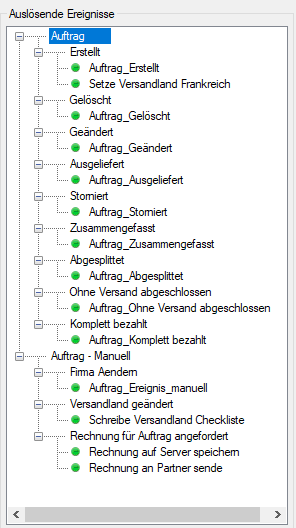 Auslösende Ereignisse
Auftrag
Erstellt
Auftrag_Erstellt
Setze Versandland Frankreich
Gelöscht
Auftrag_Gelöscht
Geändert
Auftrag_Geändert
Ausgeliefert
Auftrag_Ausgeliefert
Storniert
Auftrag_Storniert
Zusammengefasst
Auftrag_Zusammengefasst
Abgesplittet
Auftrag_Abgesplittet
Ohne Versand abgeschlossen
Auftrag_Ohne Versand abgeschlossen
Komplett bezahlt
Auftrag_Komplett bezahlt
Auftrag - Manuell
Firma Aendern
Auftrag_Ereignis_manuell
Versandland geändert
Schreibe Versandland Checkliste
Rechnung für Auftrag angefordert
Rechnung auf Server speichern
Rechnung an Partner sende